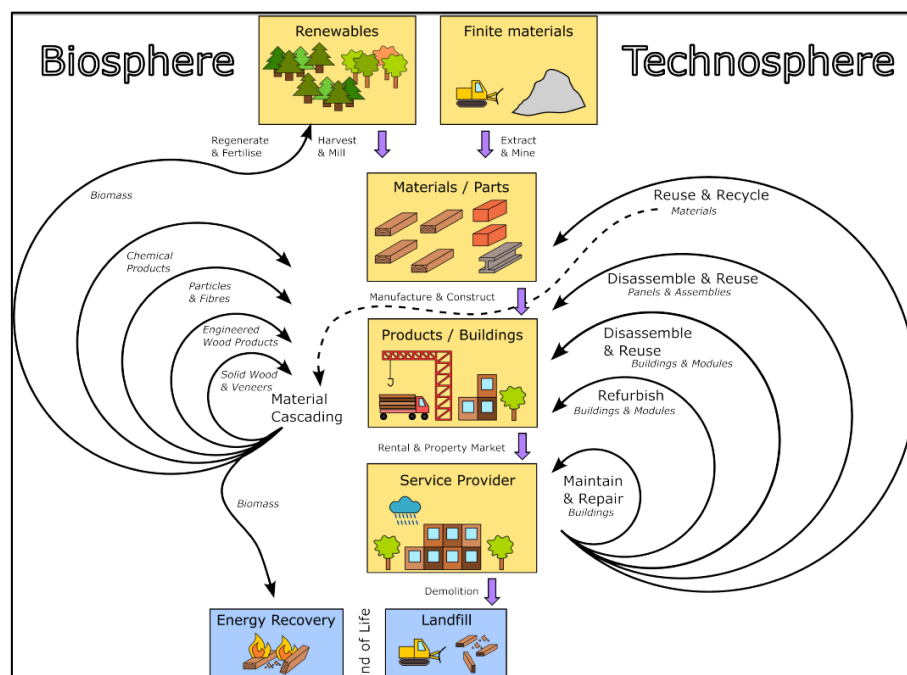 Biosphere
Renewables
Finite materials
Technosphere
Regenerate
& Fertilise
Harvest
& Mill
Extract
& Mine
Biomass
Materials / Parts
Reuse & Recycle
Materials
Chemical
Products
Particles
& Fibres
Manufacture & Construct
Disassemble & Reuse
Panels & Assemblies
Engineered
Wood Products
Products / Buildings
Disassemble
& Reuse
Buildings & Modules
Solid Wood
& Veneers
Material
Cascading
Refurbish
Buildings & Modules
Rental & Property Market
Service Provider
Maintain
& Repair
Buildings
Biomass
Demolition
Energy Recovery
nd of Life
Landfill